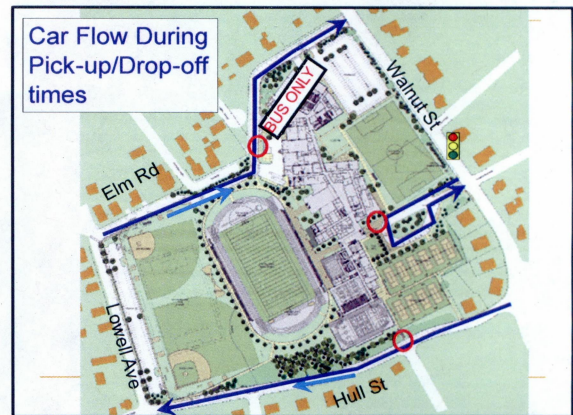 Car Flow During
Pick-up/Drop-off
times
BUS ONLY
Walnut St
Elm Rd
Lowell Ave
Hull St